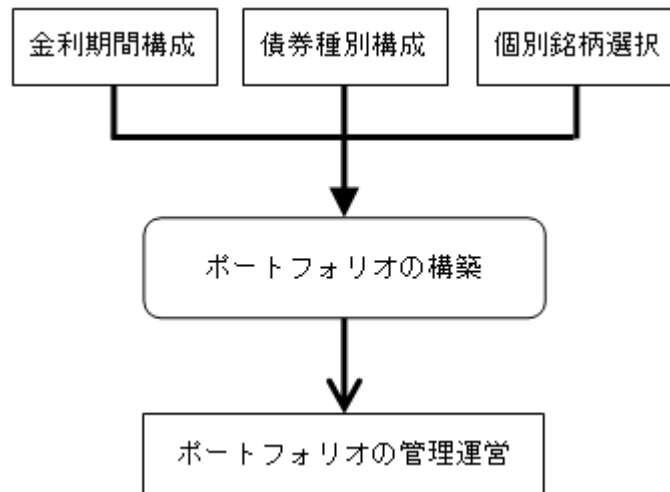 金利期間構成
債券種別構成
個別銘柄選択
ポートフォリオの構築
ポートフォリオの管理運営